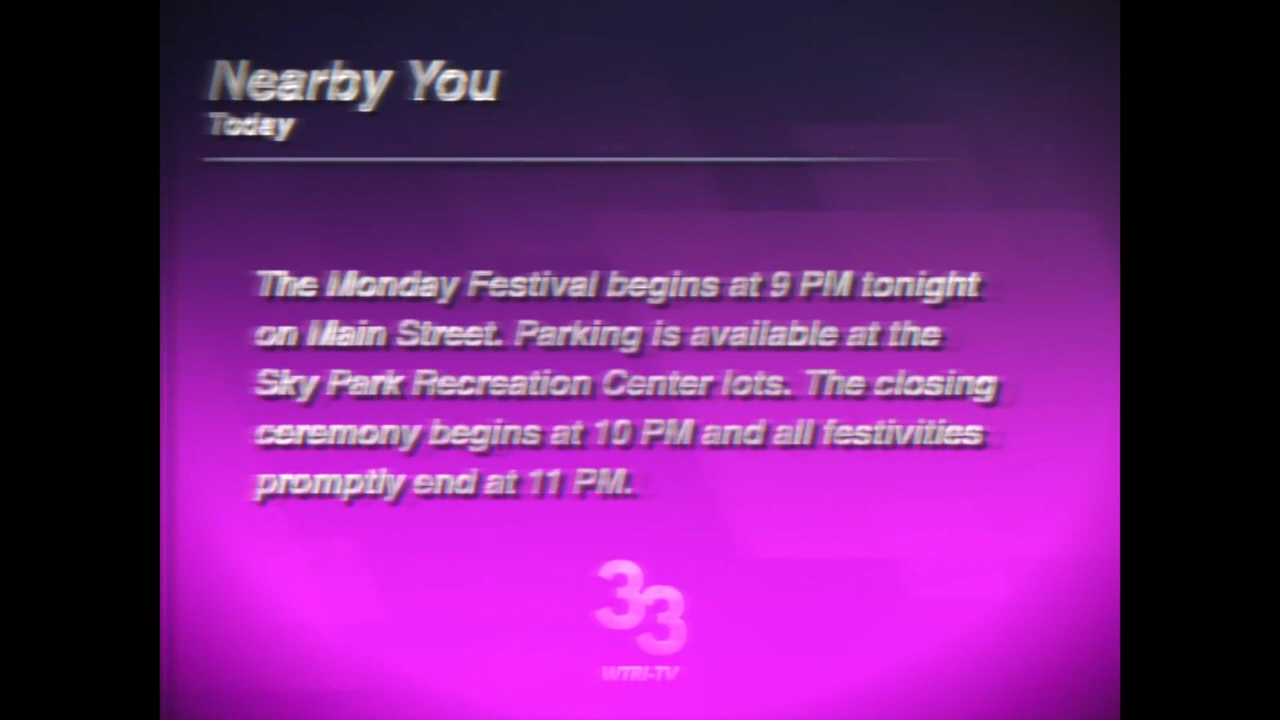 Nearby You
Today
The Monday Festival begins at 9 PM tonight
on Main Street. Parking is available at the
Sky Park Recreation Center lots. The closing
ceremony begins at 10 PM and all festivities
promptly end at 11 PM.
33
WTRI-TV